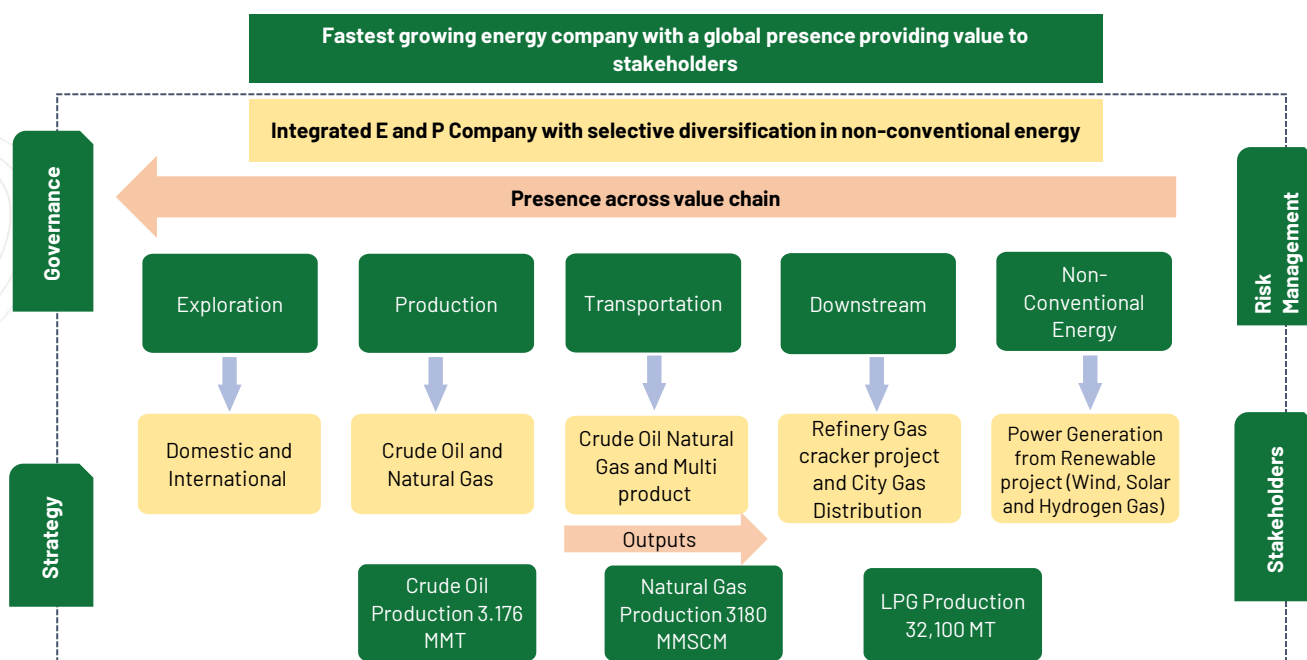 Fastest growing energy company with a global presence providing value to
stakeholders
Integrated E and P Company with selective diversification in non-conventional energy
Presence across value chain
Governance
Risk
Management
Exploration
Production
Transportation
Downstream
Non-
Conventional
Energy
Domestic and
International
Crude Oil and
Natural Gas
Crude Oil Natural
Gas and Multi
product
Refinery Gas
cracker project
and City Gas
Distribution
Power Generation
from Renewable
project (Wind, Solar
and Hydrogen Gas)
Strategy
Stakeholders
Outputs
Crude Oil
Production 3.176
MMT
Natural Gas
Production 3180
MMSCM
LPG Production
32,100 MT